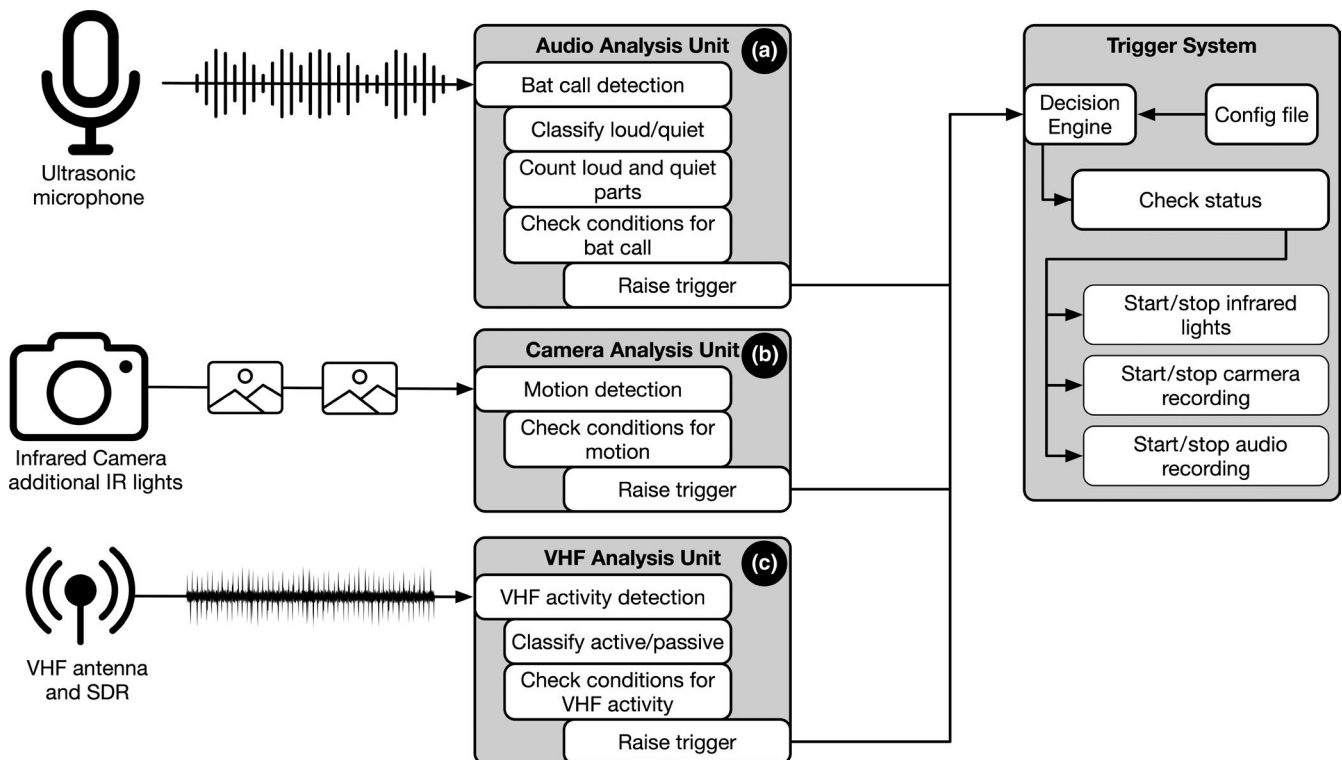 Ultrasonic
microphone
Audio Analysis Unit
(a)
Bat call detection
Classify loud/quiet
Count loud and quiet
parts
Check conditions for
bat call
Raise trigger
Infrared Camera
additional IR lights
Camera Analysis Unit
(b)
Motion detection
Check conditions for
motion
Raise trigger
VHF antenna
and SDR
VHF Analysis Unit
(c)
VHF activity detection
Classify active/passive
Check conditions for
VHF activity
Raise trigger
Trigger System
Decision
Engine
Config file
Check status
Start/stop infrared
lights
Start/stop carmera
recording
Start/stop audio
recording